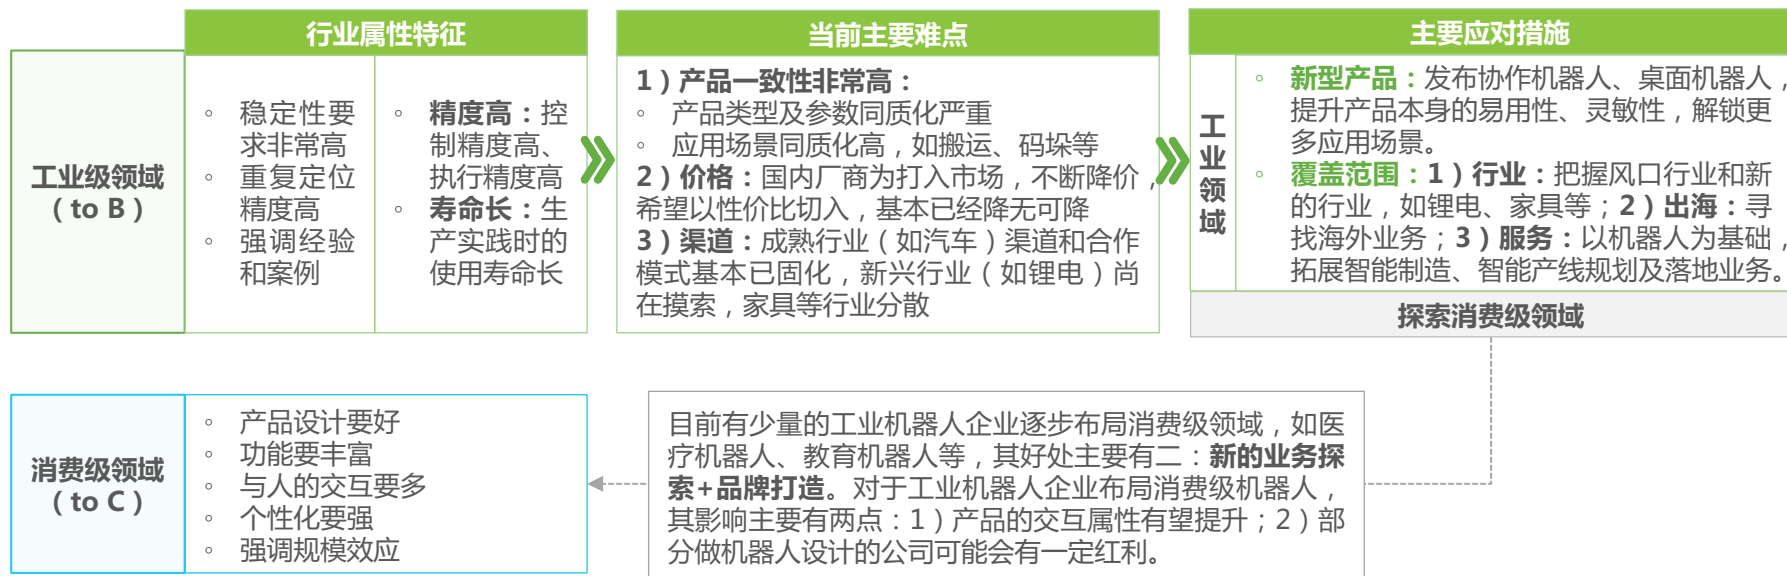 行业属性特征
当前主要难点
主要应对措施
工业级领域
（to B）
◦ 稳定性要
求非常高
◦ 重复定位
精度高
◦ 强调经验
和案例
◦ 精度高：控
制精度高、
执行精度高
◦ 寿命长：生
产实践时的
使用寿命长
1）产品一致性非常高：
◦ 产品类型及参数同质化严重
◦ 应用场景同质化高，如搬运、码垛等
2）价格：国内厂商为打入市场，不断降价，
希望以性价比切入，基本已经降无可降
3）渠道：成熟行业（如汽车）渠道和合作
模式基本已固化，新兴行业（如锂电）尚
在摸索，家具等行业分散
工
业
领
域
◦ 新型产品：发布协作机器人、桌面机器人，
提升产品本身的易用性、灵敏性，解锁更
多应用场景。
◦ 覆盖范围：1）行业：把握风口行业和新
的行业，如锂电、家具等；2）出海：寻
找海外业务；3）服务：以机器人为基础，
拓展智能制造、智能产线规划及落地业务。
探索消费级领域
消费级领域
（to C）
◦ 产品设计要好
◦ 功能要丰富
◦ 与人的交互要多
◦ 个性化要强
◦ 强调规模效应
目前有少量的工业机器人企业逐步布局消费级领域，如医
疗机器人、教育机器人等，其好处主要有二：新的业务探
索+品牌打造。对于工业机器人企业布局消费级机器人，
其影响主要有两点：1）产品的交互属性有望提升；2）部
分做机器人设计的公司可能会有一定红利。